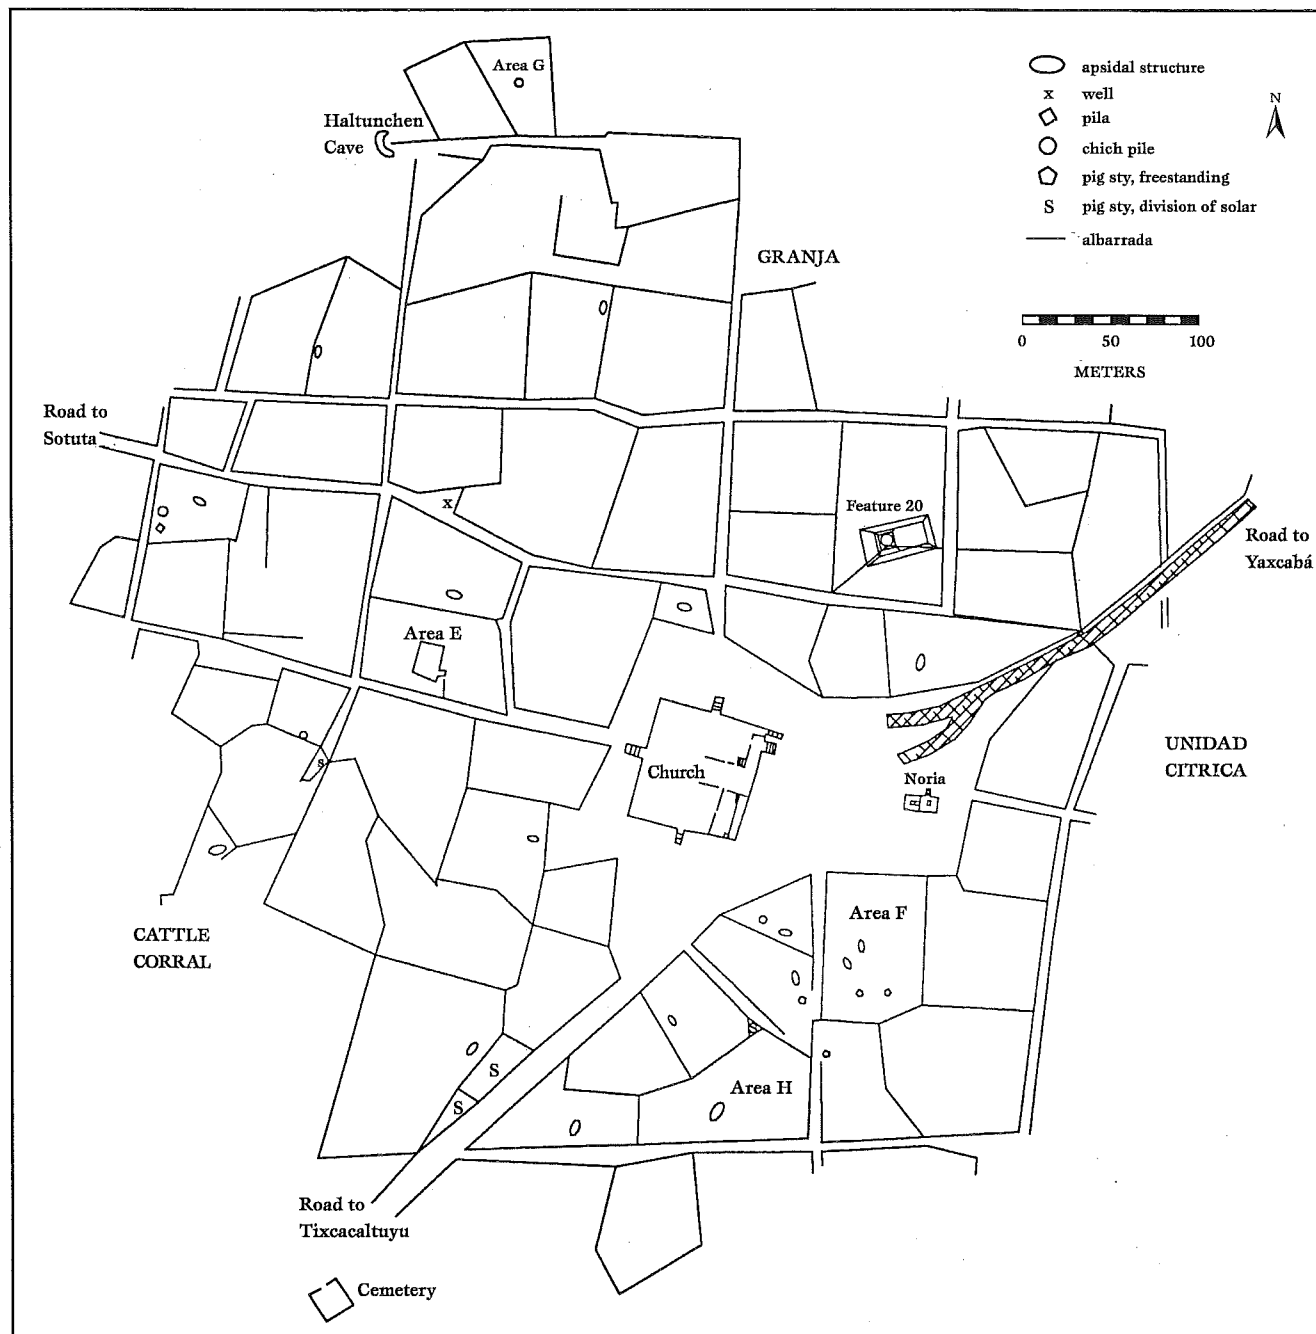 Area G
Haltunchen
Cave
apsidal structure
x well
pila
chich pile
pig sty, freestanding
S pig sty, division of solar
albarrada
N
0 50 100
METERS
GRANJA
Road to
Sotuta
x
Feature 20
Road to
Yaxcabá
Area E
s
Church
Noria
UNIDAD
CITRICA
CATTLE
CORRAL
Area F
S
S
Area H
Road to
Tixcacaltuyu
Cemetery